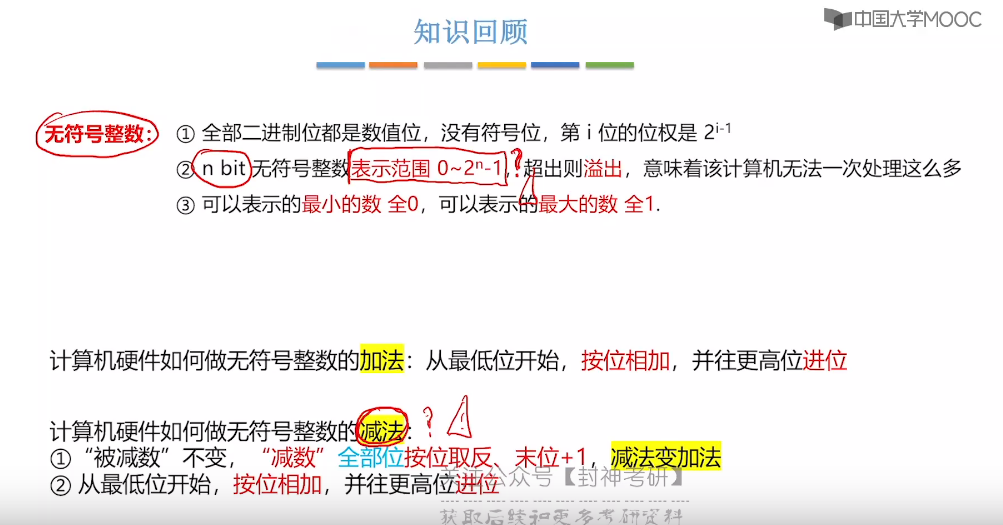 中国大学MOOC
知识回顾
无符号整数: ① 全部二进制位都是数值位，没有符号位，第 i 位的位权是 2ⁱ⁻¹
② n bit 无符号整数表示范围 0~2ⁿ-1，超出则溢出，意味着该计算机无法一次处理这么多 ?
③ 可以表示的最小的数 全0，可以表示的最大的数 全1.
计算机硬件如何做无符号整数的加法：从最低位开始，按位相加，并往更高位进位
计算机硬件如何做无符号整数的减法: ? !
①“被减数”不变，“减数”全部位按位取反、末位+1，减法变加法
② 从最低位开始，按位相加，并往更高位进位
关注公众号【封神考研】
获取后续和更多考研资料